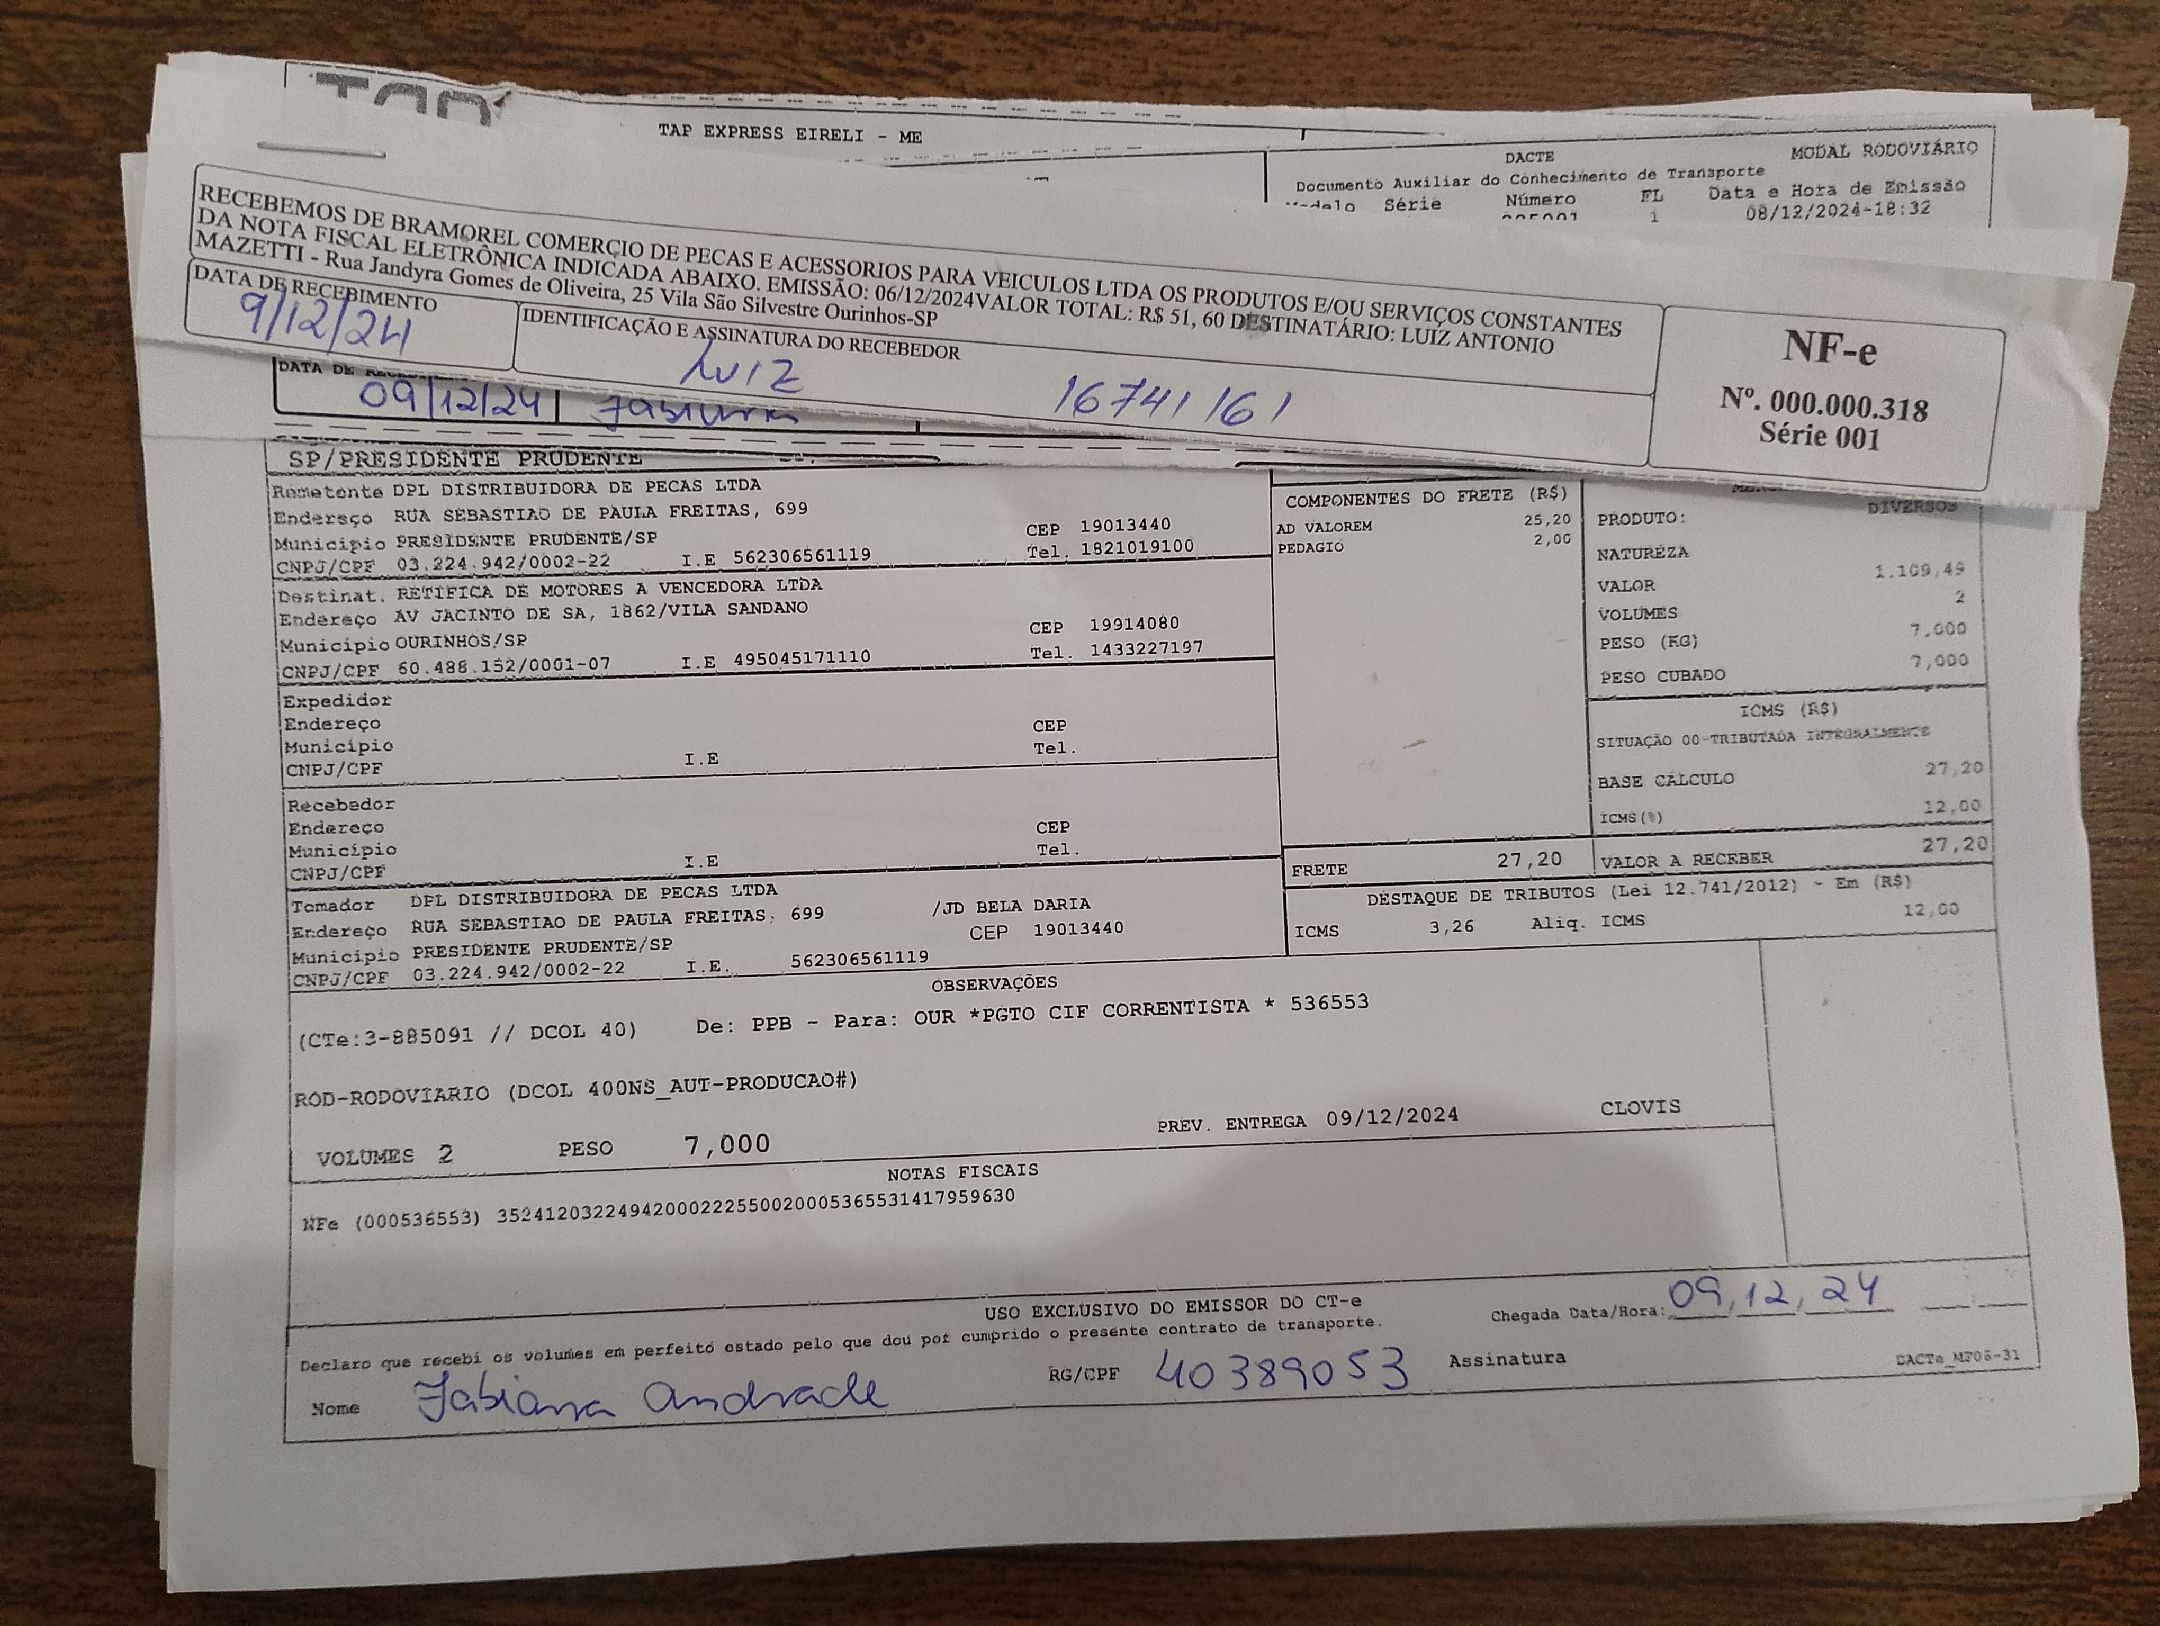 TAP EXPRESS EIRELI - ME
DACTE
MODAL RODOVIÁRIO
Documento Auxiliar do Conhecimento de Transporte
Modelo Série Número FL Data e Hora de Emissão
1 08/12/2024-18:32
RECEBEMOS DE BRAMOREL COMERCIO DE PECAS E ACESSORIOS PARA VEICULOS LTDA OS PRODUTOS E/OU SERVIÇOS CONSTANTES
DA NOTA FISCAL ELETRÔNICA INDICADA ABAIXO. EMISSÃO: 06/12/2024VALOR TOTAL: R$ 51, 60 DESTINATÁRIO: LUIZ ANTONIO
MAZETTI - Rua Jandyra Gomes de Oliveira, 25 Vila São Silvestre Ourinhos-SP
DATA DE RECEBIMENTO
9/12/24
IDENTIFICAÇÃO E ASSINATURA DO RECEBEDOR
Luiz 16741161
NF-e
Nº. 000.000.318
Série 001
DATA DE
09/12/24 Fabiana
SP/PRESIDENTE PRUDENTE
Remetente DPL DISTRIBUIDORA DE PECAS LTDA
Endereço RUA SEBASTIAO DE PAULA FREITAS, 699
Município PRESIDENTE PRUDENTE/SP CEP 19013440
CNPJ/CPF 03.224.942/0002-22 I.E 562306561119 Tel. 1821019100
Destinat. RETIFICA DE MOTORES A VENCEDORA LTDA
Endereço AV JACINTO DE SA, 1862/VILA SANDANO
Município OURINHOS/SP CEP 19914080
CNPJ/CPF 60.488.152/0001-07 I.E 495045171110 Tel. 1433227197
Expedidor
Endereço
Município CEP
CNPJ/CPF I.E Tel.
Recebedor
Endereço
Município CEP
CNPJ/CPF I.E Tel.
Tomador DPL DISTRIBUIDORA DE PECAS LTDA
Endereço RUA SEBASTIAO DE PAULA FREITAS, 699 /JD BELA DARIA
Município PRESIDENTE PRUDENTE/SP CEP 19013440
CNPJ/CPF 03.224.942/0002-22 I.E. 562306561119
COMPONENTES DO FRETE (R$)
AD VALOREM 25,20
PEDAGIO 2,00
DIVERSOS
PRODUTO:
NATUREZA
VALOR 1.109,49
VOLUMES 2
PESO (KG) 7,000
PESO CUBADO 7,000
ICMS (R$)
SITUAÇÃO 00-TRIBUTADA INTEGRALMENTE
BASE CÁLCULO 27,20
ICMS(%) 12,00
FRETE 27,20 VALOR A RECEBER 27,20
DESTAQUE DE TRIBUTOS (Lei 12.741/2012) - Em (R$)
ICMS 3,26 Aliq. ICMS 12,00
OBSERVAÇÕES
(CTe:3-885091 // DCOL 40) De: PPB - Para: OUR *PGTO CIF CORRENTISTA * 536553
ROD-RODOVIARIO (DCOL 400NS_AUT-PRODUCAO#)
PREV. ENTREGA 09/12/2024 CLOVIS
VOLUMES 2 PESO 7,000
NOTAS FISCAIS
NFe (000536553) 35241203224942000222550020005365531417959630
USO EXCLUSIVO DO EMISSOR DO CT-e
Declaro que recebi os volumes em perfeito estado pelo que dou por cumprido o presente contrato de transporte.
Chegada Data/Hora: 09,12,24
Nome Fabiana Andrade RG/CPF 40389053 Assinatura
DACTe_MF06-31